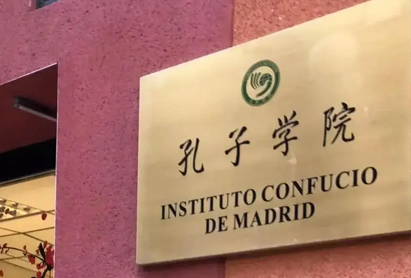 孔子学院
INSTITUTO CONFUCIO
DE MADRID